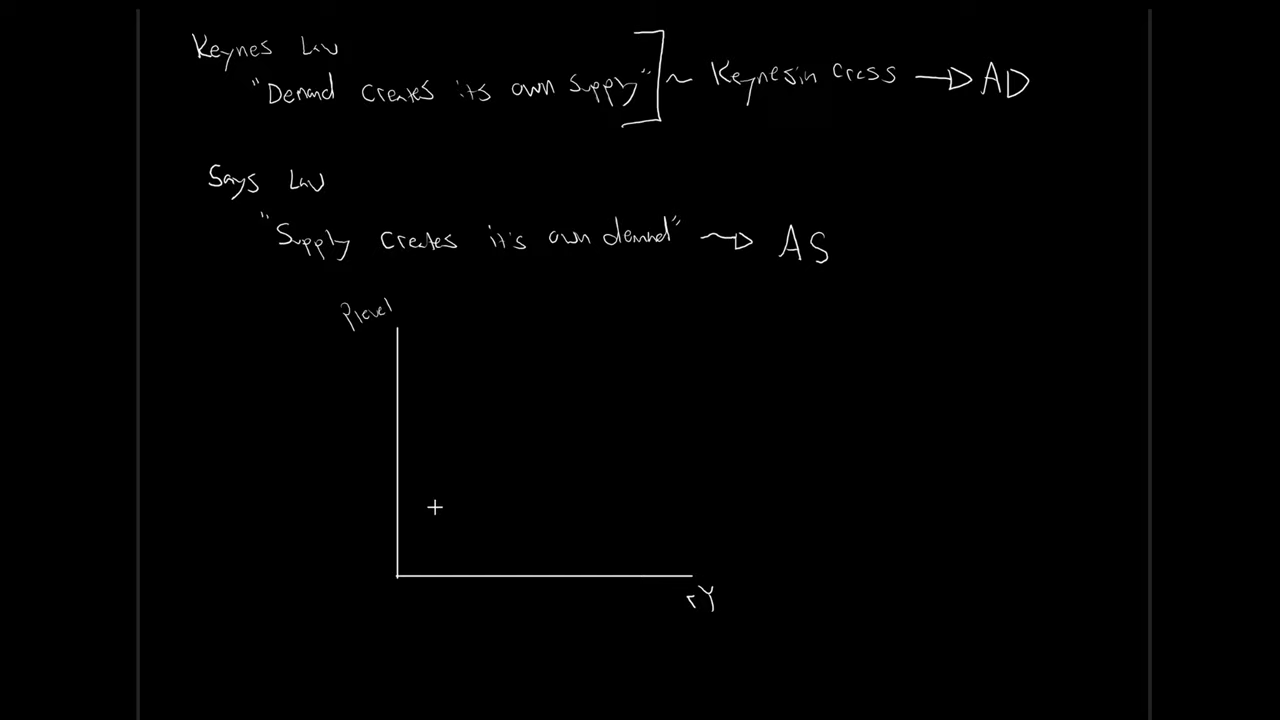 Keynes Law
"Demand creates its own supply" ~ Keynesin cross → AD
Says Law
"Supply creates it's own demand" → AS
Plevel
rY